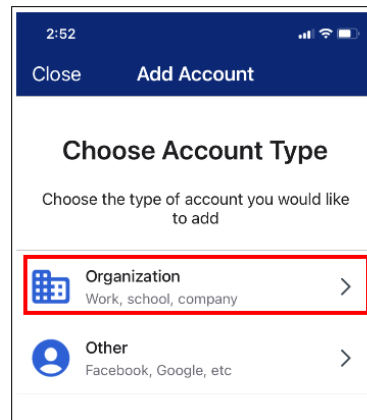 2:52
Close Add Account
Choose Account Type
Choose the type of account you would like
to add
Organization
Work, school, company
Other
Facebook, Google, etc